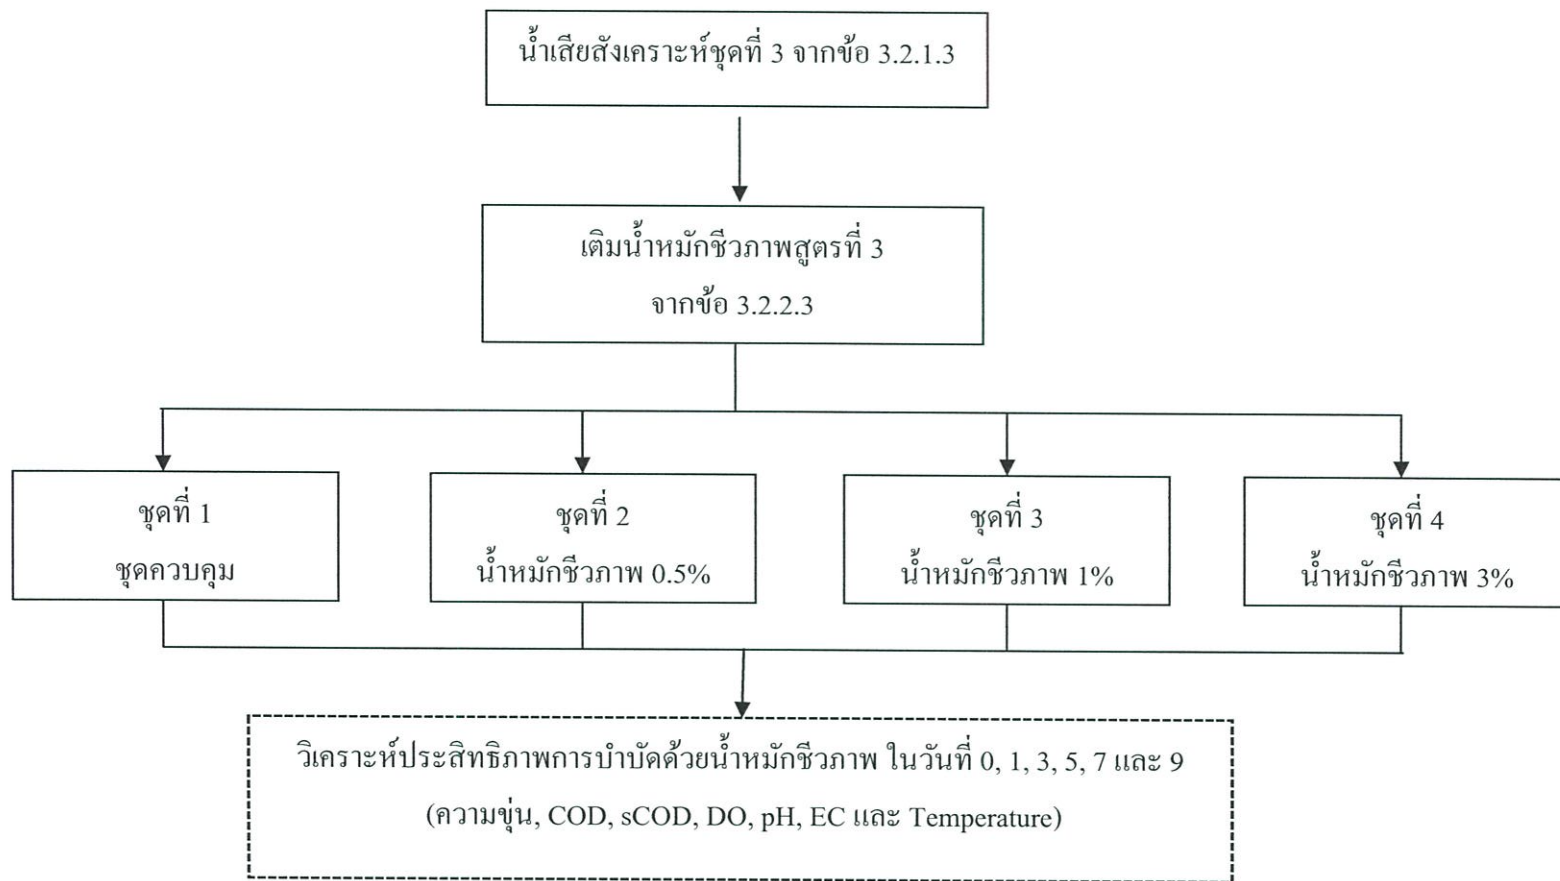 น้ำเสียสังเคราะห์ชุดที่ 3 จากข้อ 3.2.1.3
เติมน้ำหมักชีวภาพสูตรที่ 3
จากข้อ 3.2.2.3
ชุดที่ 1
ชุดควบคุม
ชุดที่ 2
น้ำหมักชีวภาพ 0.5%
ชุดที่ 3
น้ำหมักชีวภาพ 1%
ชุดที่ 4
น้ำหมักชีวภาพ 3%
วิเคราะห์ประสิทธิภาพการบำบัดด้วยน้ำหมักชีวภาพ ในวันที่ 0, 1, 3, 5, 7 และ 9
(ความขุ่น, COD, sCOD, DO, pH, EC และ Temperature)